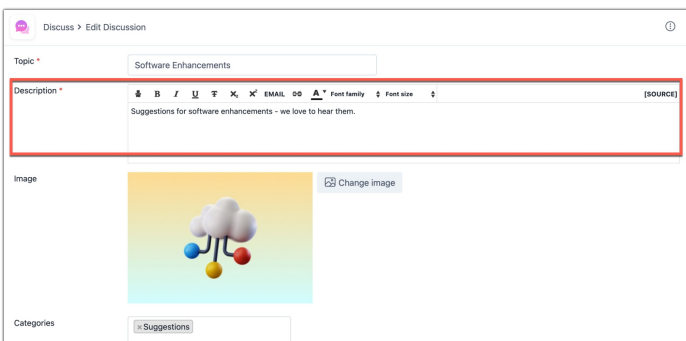 Discuss > Edit Discussion
Topic *
Software Enhancements
Description *
B I U T X₂ X² EMAIL A Font family Font size [SOURCE]
Suggestions for software enhancements - we love to hear them.
Image
Change image
Categories
× Suggestions